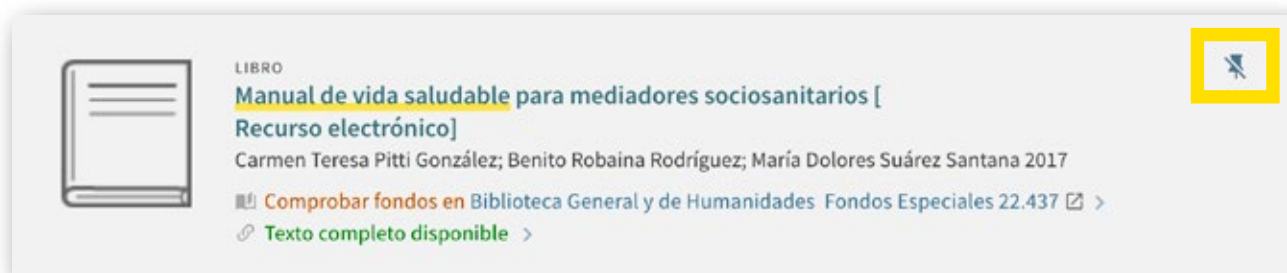 LIBRO
Manual de vida saludable para mediadores sociosanitarios [
Recurso electrónico]
Carmen Teresa Pitti González; Benito Robaina Rodríguez; María Dolores Suárez Santana 2017
Comprobar fondos en Biblioteca General y de Humanidades Fondos Especiales 22.437 >
Texto completo disponible >